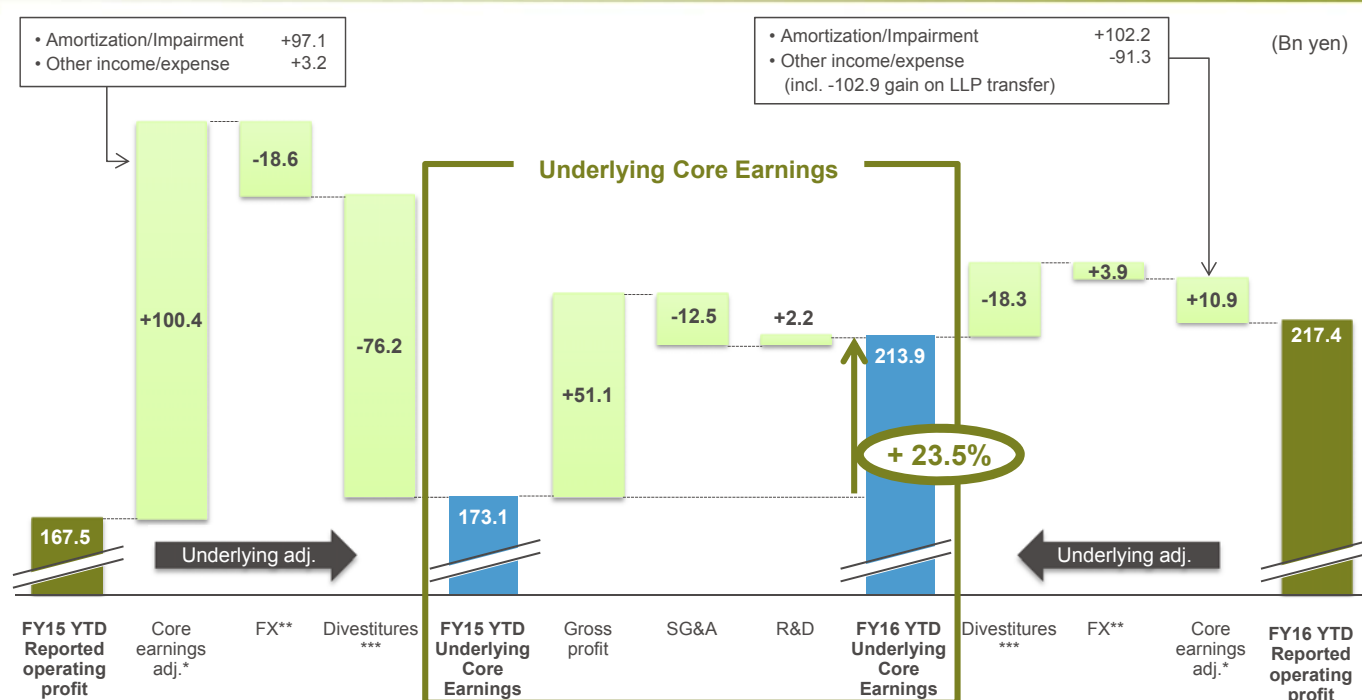 • Amortization/Impairment +97.1
• Other income/expense +3.2
• Amortization/Impairment +102.2
• Other income/expense -91.3
(incl. -102.9 gain on LLP transfer)
(Bn yen)
Underlying Core Earnings
167.5
+100.4
-18.6
-76.2
173.1
+51.1
-12.5
+2.2
213.9
+ 23.5%
-18.3
+3.9
+10.9
217.4
Underlying adj.
Underlying adj.
FY15 YTD
Reported
operating
profit
Core
earnings
adj.*
FX**
Divestitures
***
FY15 YTD
Underlying
Core
Earnings
Gross
profit
SG&A
R&D
FY16 YTD
Underlying
Core
Earnings
Divestitures
***
FX**
Core
earnings
adj.*
FY16 YTD
Reported
operating
profit